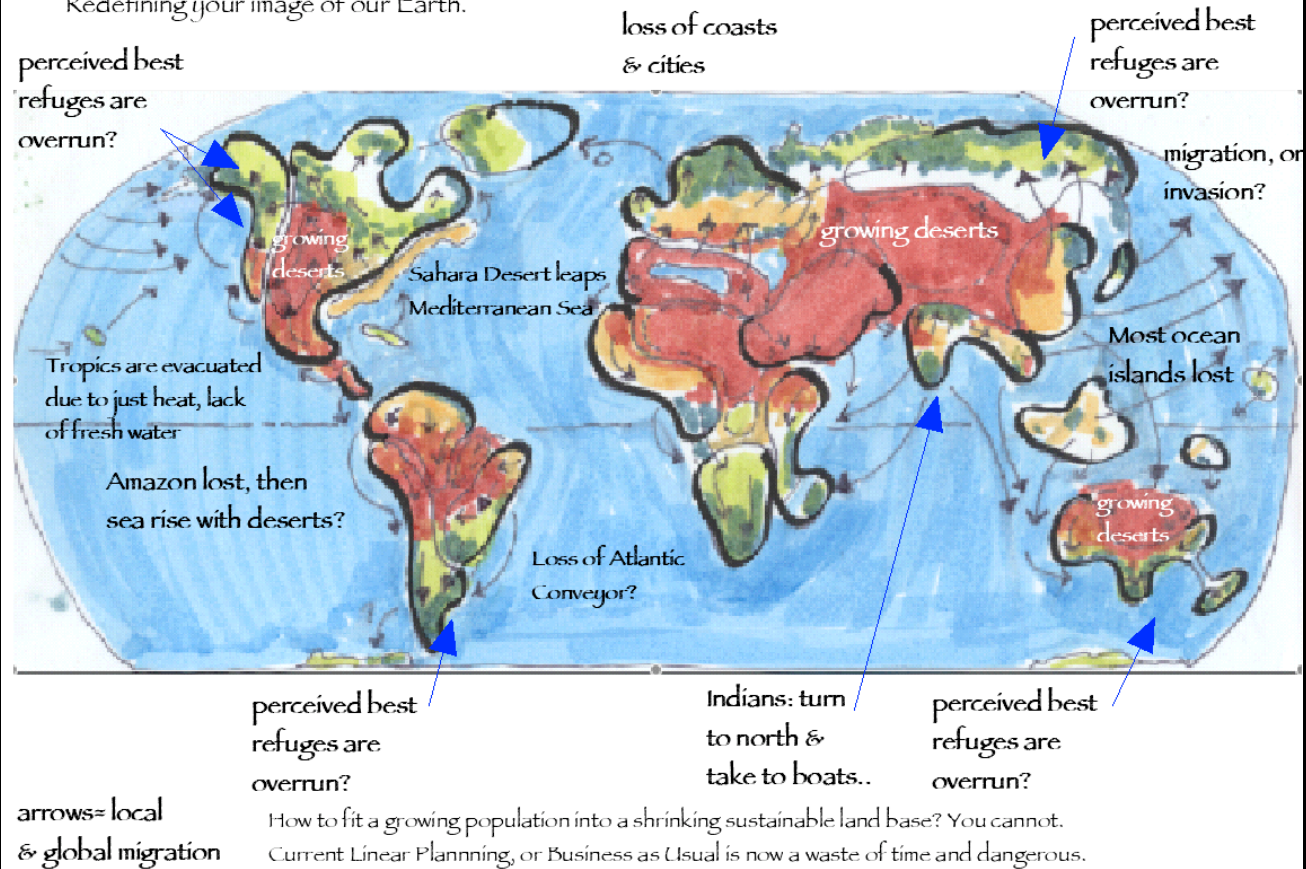 Redefining your image of our Earth.
loss of coasts
& cities
perceived best
refuges are
overrun?
perceived best
refuges are
overrun?
migration, or
invasion?
growing
deserts
growing deserts
Sahara Desert leaps
Mediterranean Sea
Most ocean
islands lost
Tropics are evacuated
due to just heat, lack
of fresh water
Amazon lost, then
sea rise with deserts?
growing
deserts
Loss of Atlantic
Conveyor?
perceived best
refuges are
overrun?
Indians: turn
to north &
take to boats..
perceived best
refuges are
overrun?
arrows= local
& global migration
How to fit a growing population into a shrinking sustainable land base? You cannot.
Current Linear Plannning, or Business as Usual is now a waste of time and dangerous.